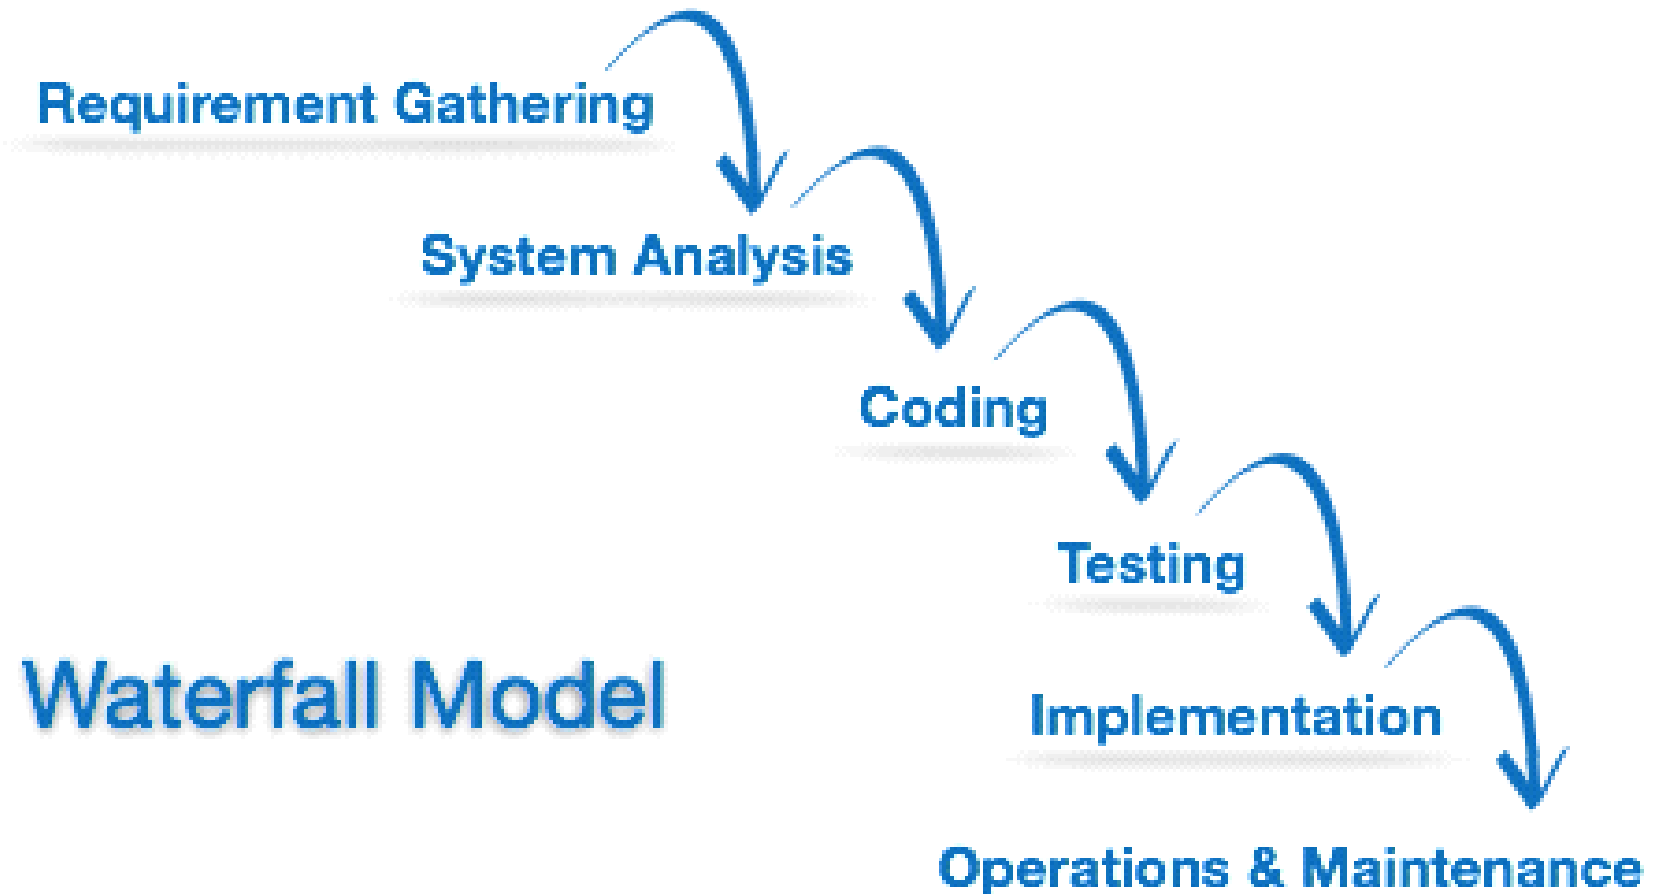 Requirement Gathering
System Analysis
Coding
Testing
Waterfall Model
Implementation
Operations & Maintenance